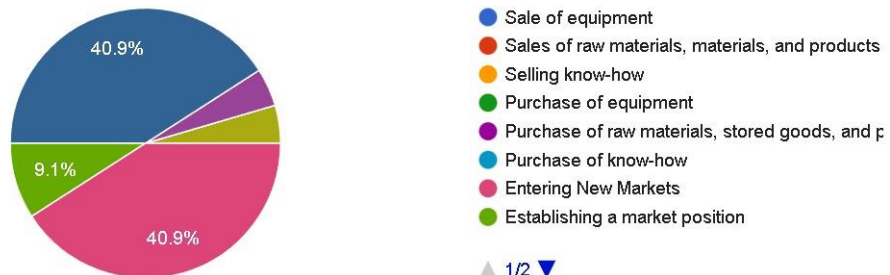 40.9%
9.1%
40.9%
Sale of equipment
Sales of raw materials, materials, and products
Selling know-how
Purchase of equipment
Purchase of raw materials, stored goods, and
Purchase of know-how
Entering New Markets
Establishing a market position
1/2